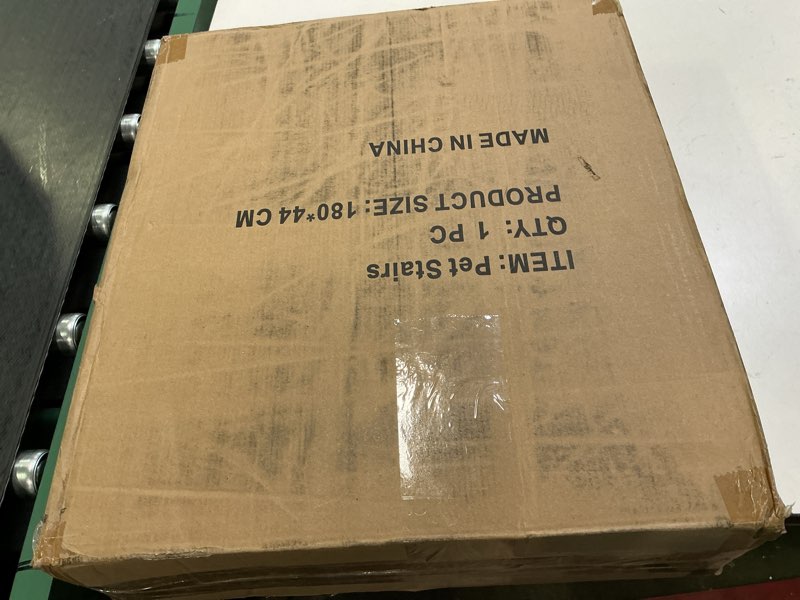 ITEM: Pet Stairs
QTY: 1 PC
PRODUCT SIZE: 180*44 CM
MADE IN CHINA